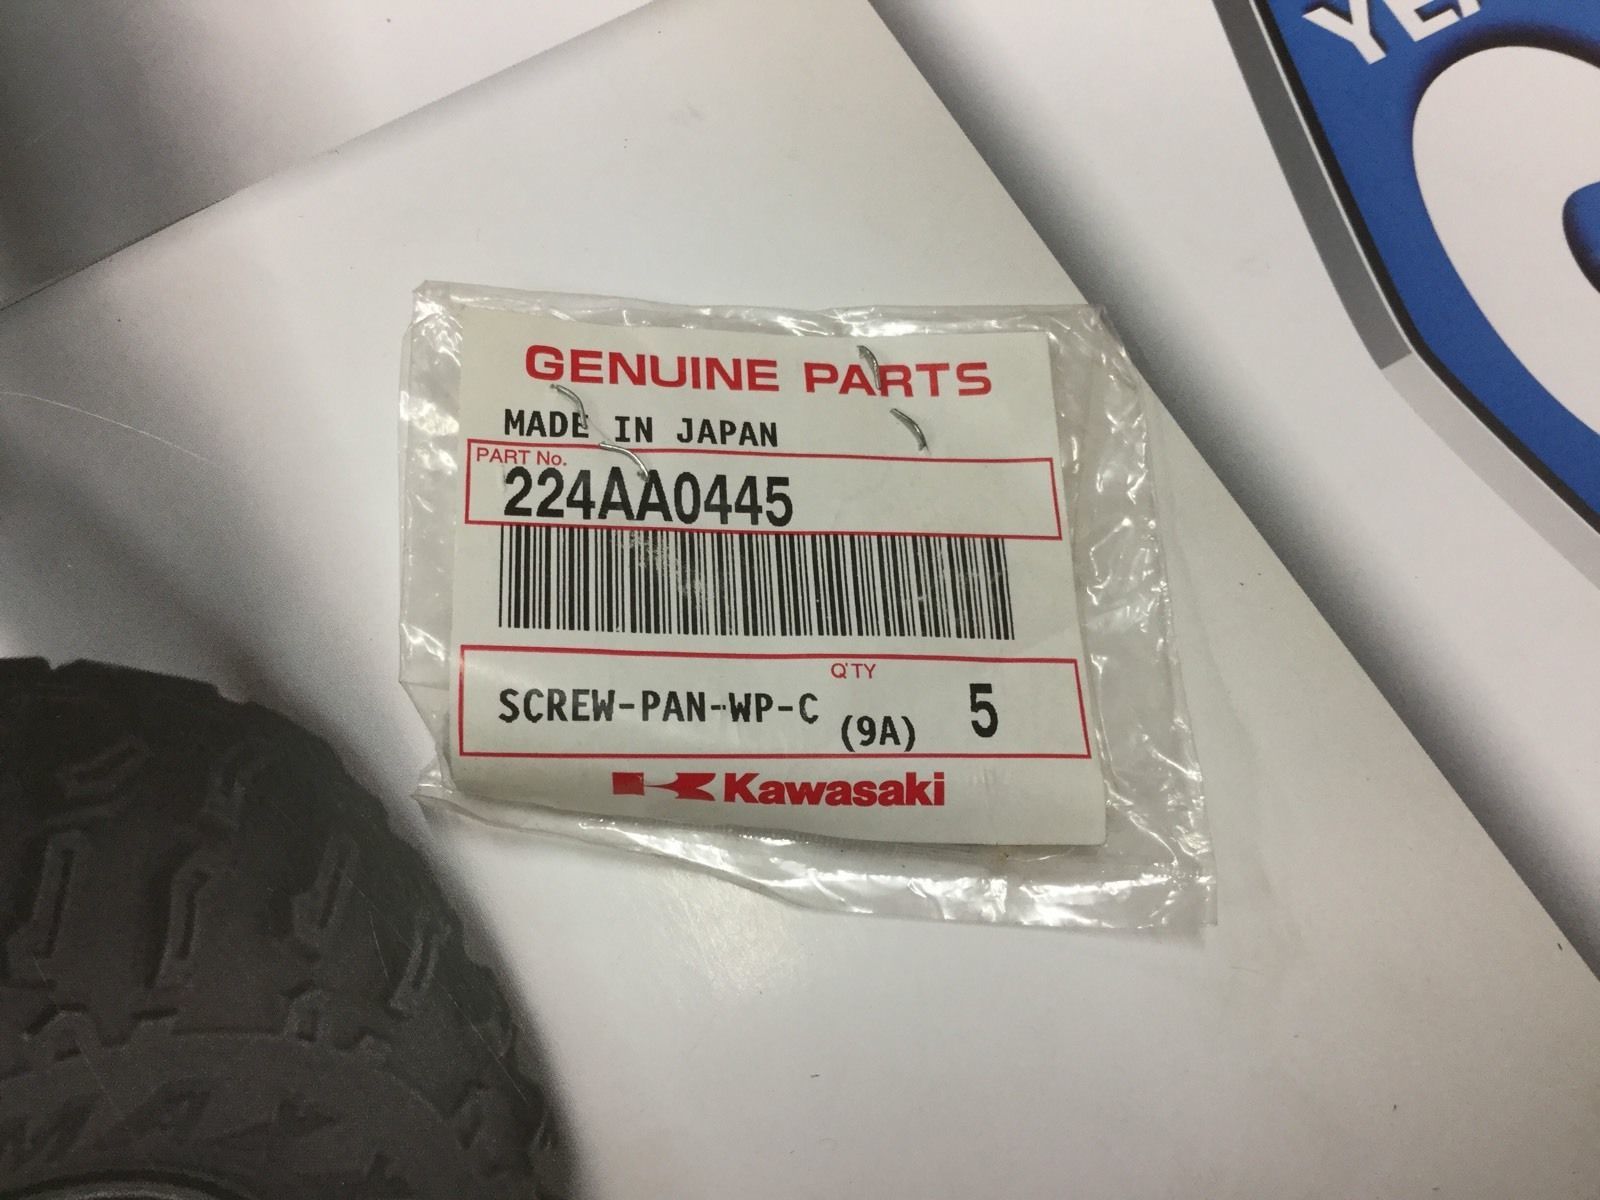 GENUINE PARTS
MADE IN JAPAN
PART No.
224AA0445
Q'TY
SCREW-PAN-WP-C (9A) 5
Kawasaki